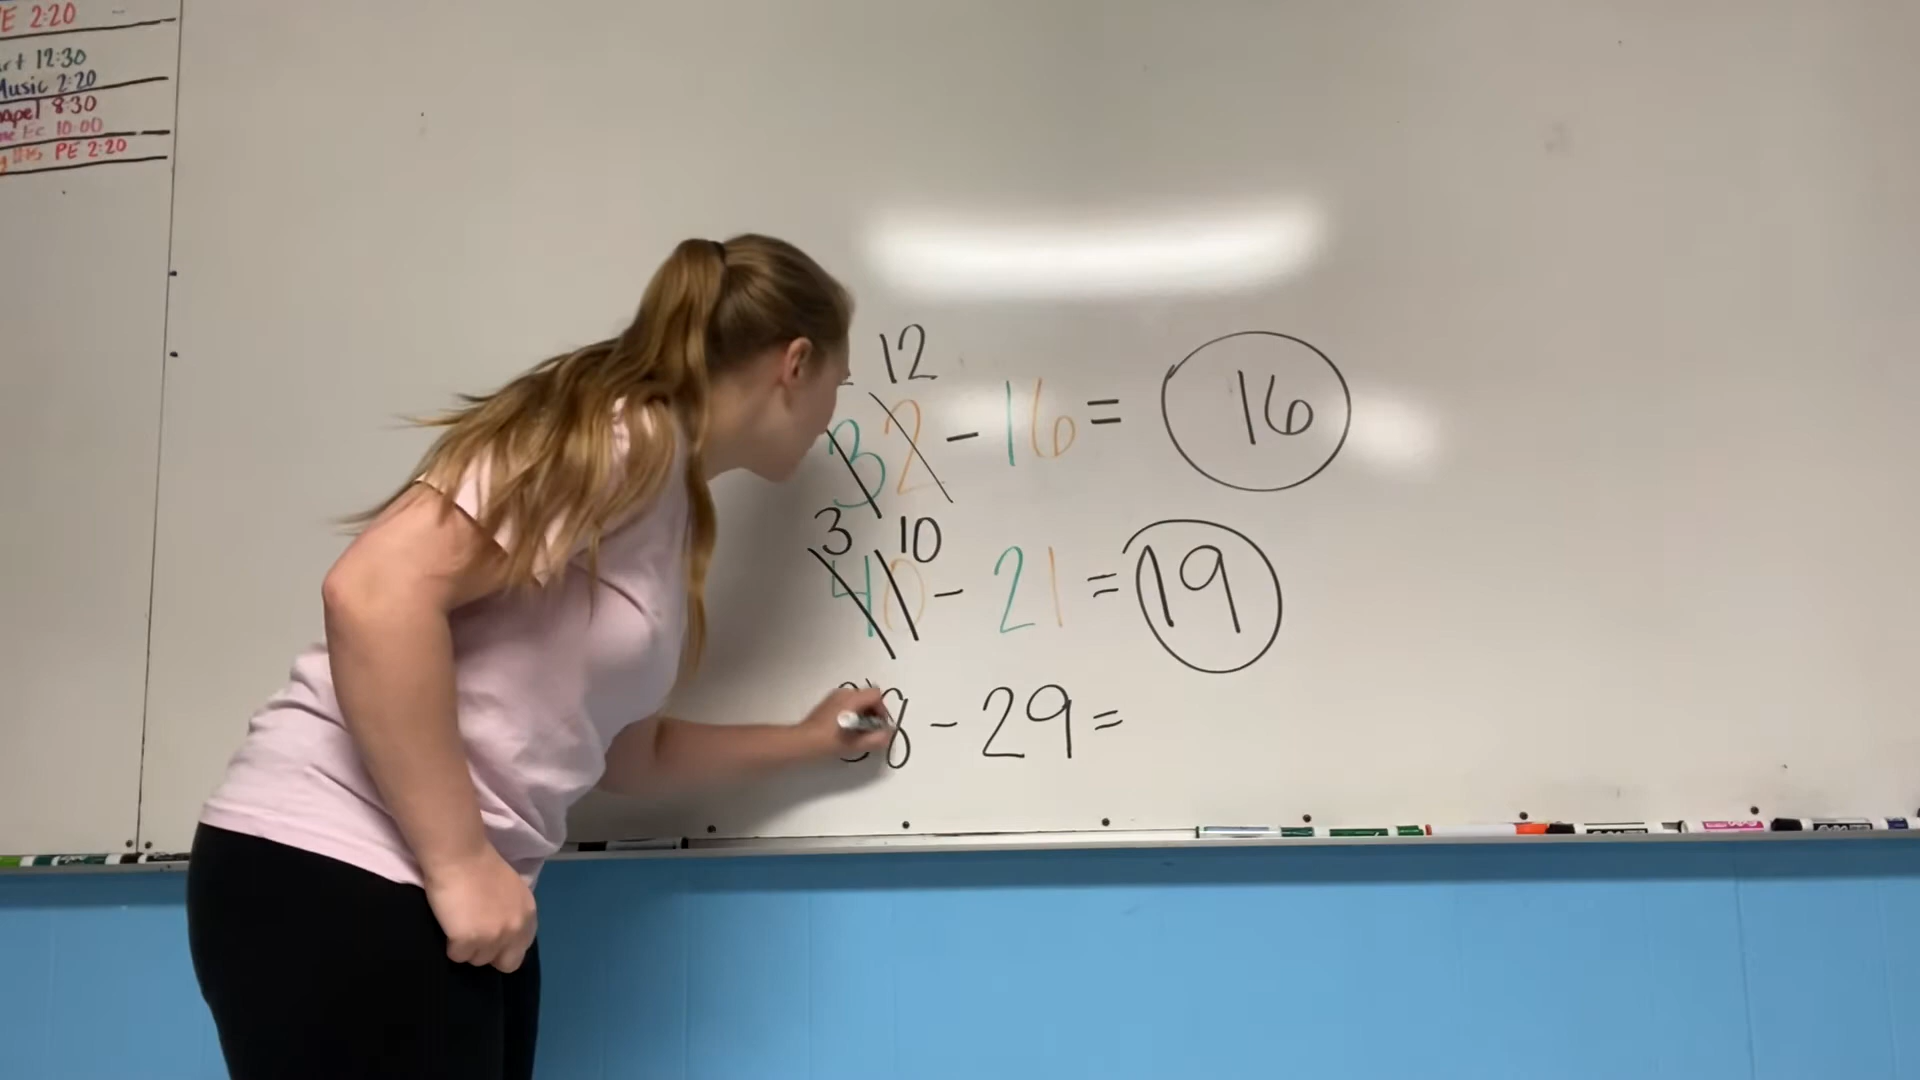 E 2:20
12:30
Music 2:20
8:30
Ec 10:00
PE 2:20
12
32 - 16 = 16
3 10
40 - 21 = 19
8 - 29 =